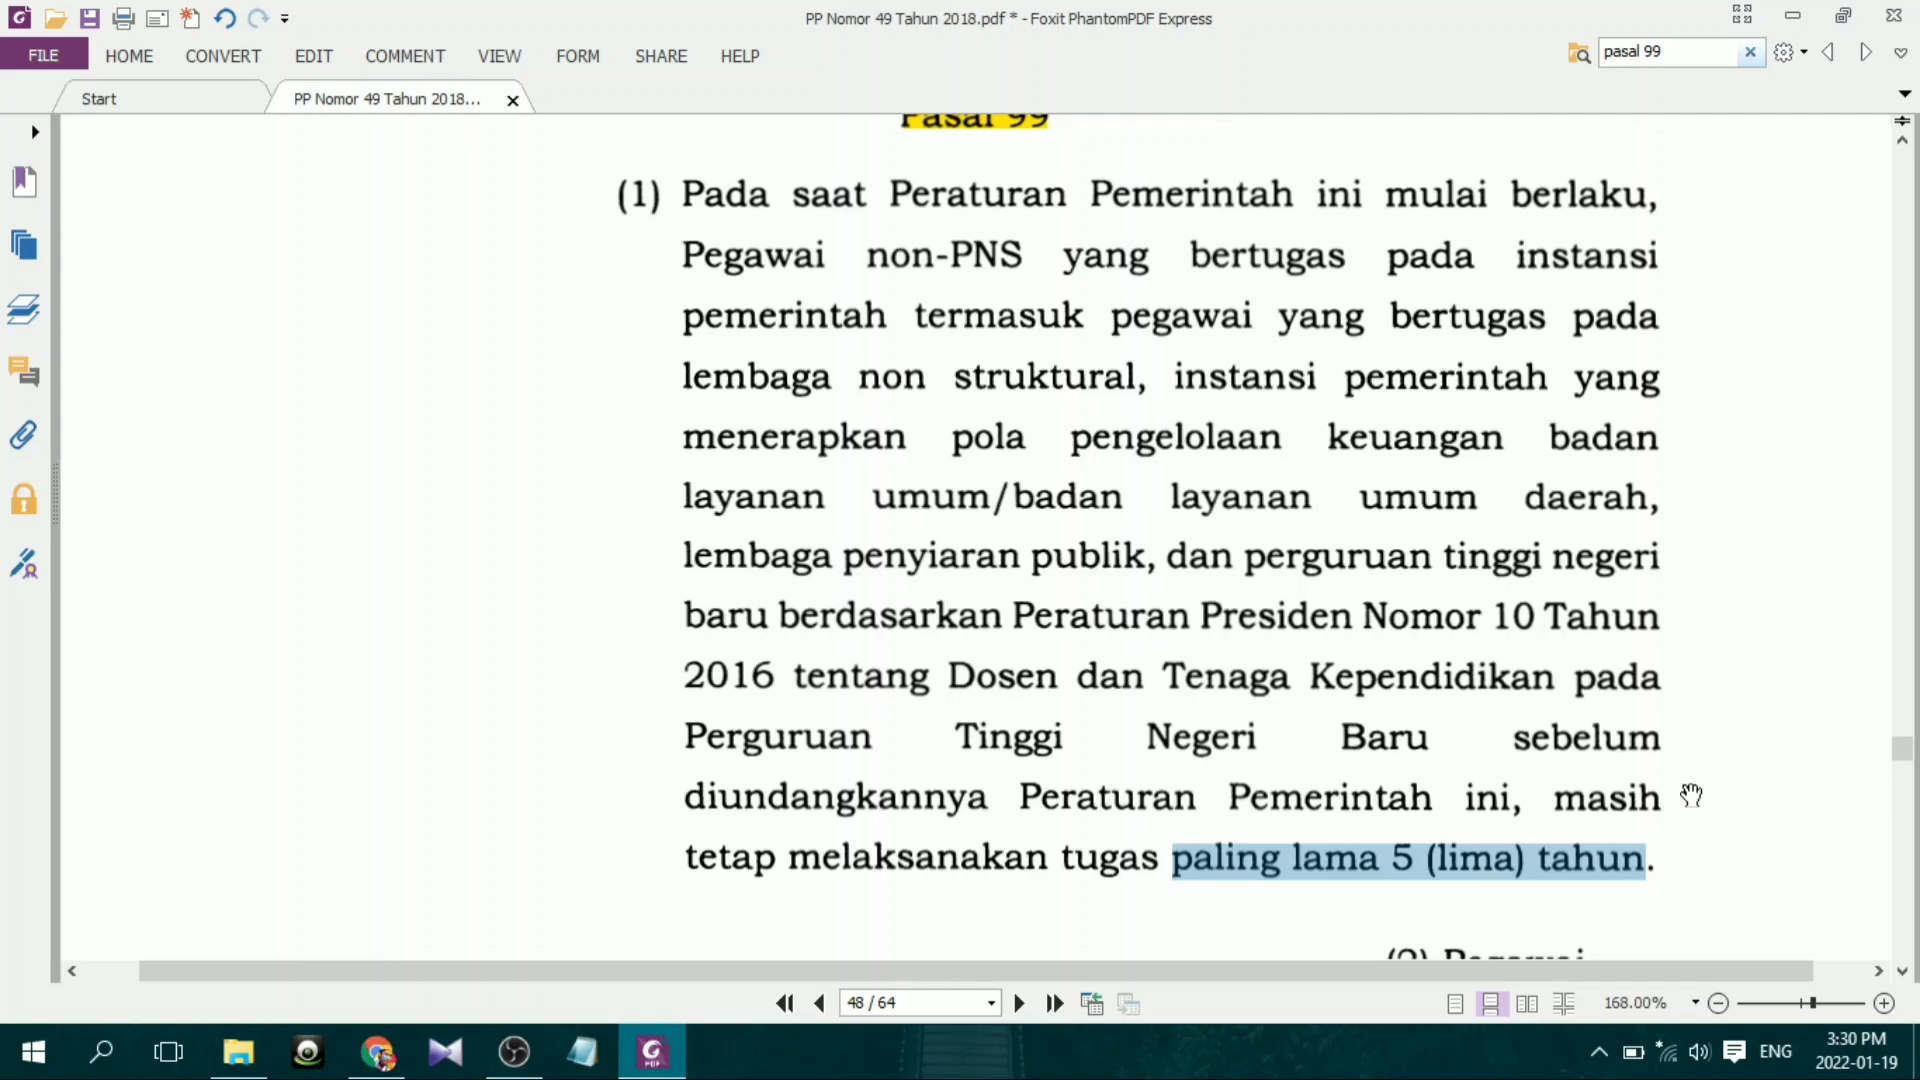 PP Nomor 49 Tahun 2018.pdf * - Foxit PhantomPDF Express
FILE HOME CONVERT EDIT COMMENT VIEW FORM SHARE HELP
pasal 99
Start
PP Nomor 49 Tahun 2018...
Pasal 99
(1) Pada saat Peraturan Pemerintah ini mulai berlaku,
Pegawai non-PNS yang bertugas pada instansi
pemerintah termasuk pegawai yang bertugas pada
lembaga non struktural, instansi pemerintah yang
menerapkan pola pengelolaan keuangan badan
layanan umum/badan layanan umum daerah,
lembaga penyiaran publik, dan perguruan tinggi negeri
baru berdasarkan Peraturan Presiden Nomor 10 Tahun
2016 tentang Dosen dan Tenaga Kependidikan pada
Perguruan Tinggi Negeri Baru sebelum
diundangkannya Peraturan Pemerintah ini, masih
tetap melaksanakan tugas paling lama 5 (lima) tahun.
(2) Pegawai
48 / 64
168.00%
ENG
3:30 PM
2022-01-19